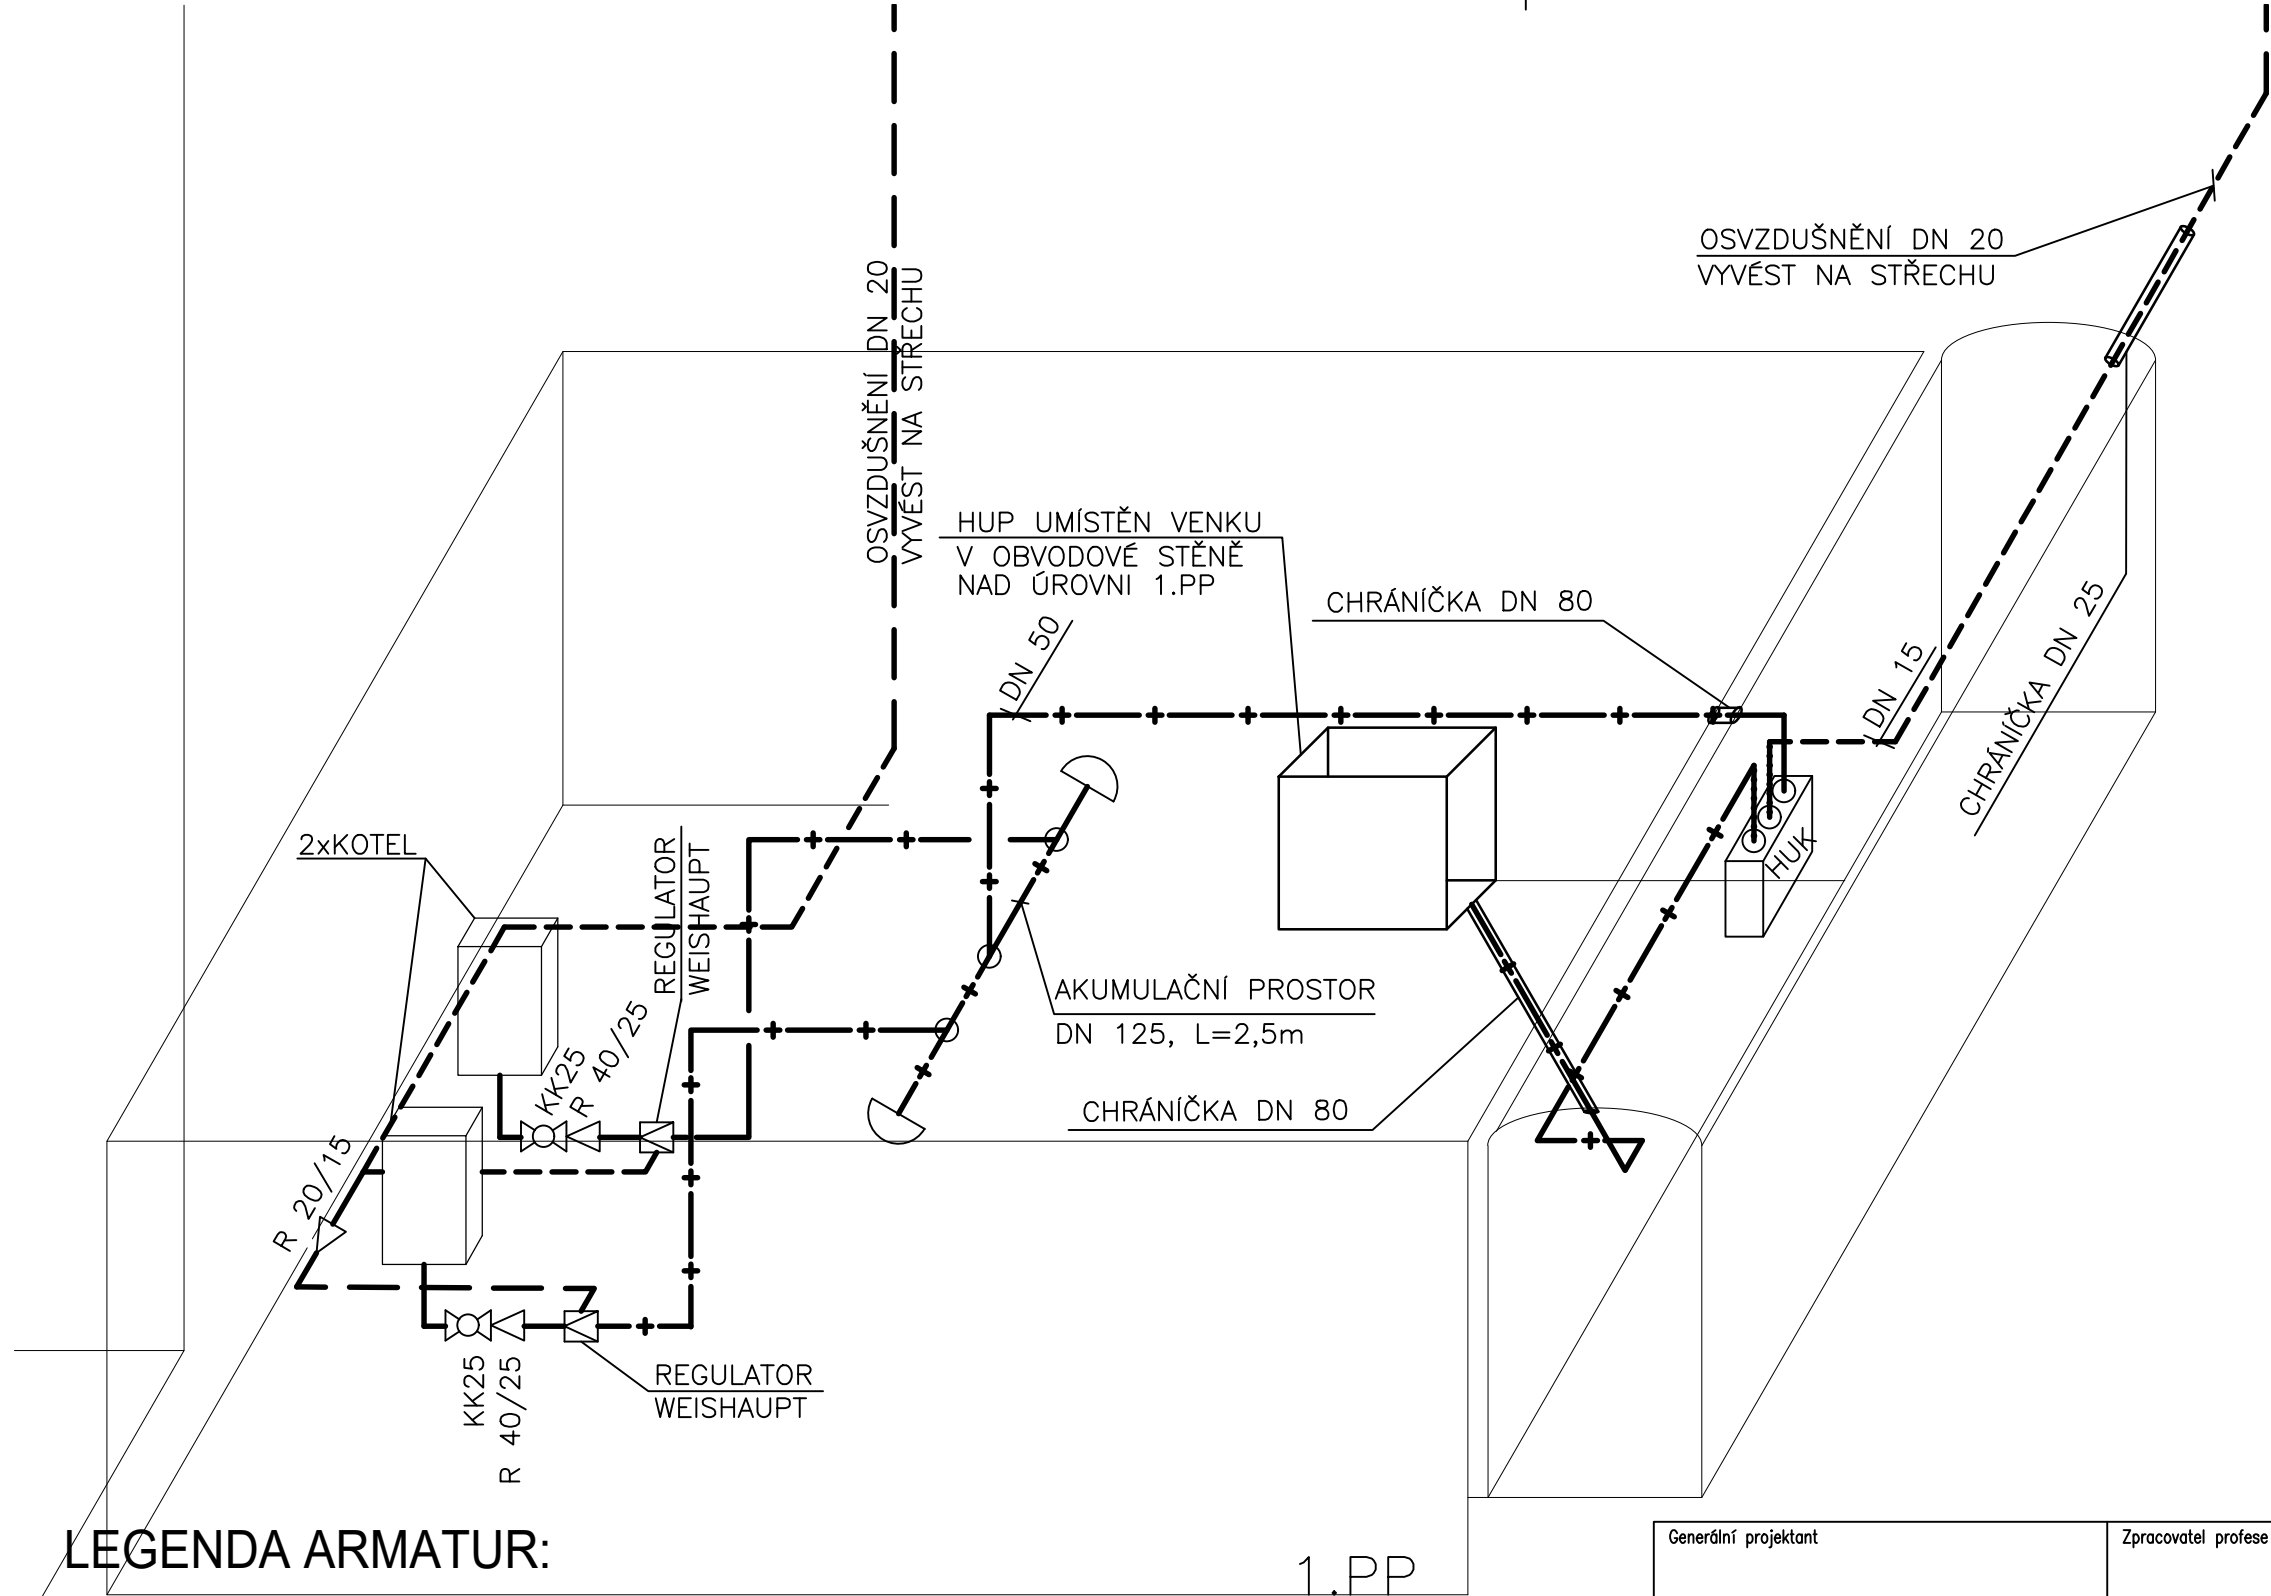 OSVZDUŠNĚNÍ DN 20
VYVÉST NA STŘECHU
OSVZDUŠNĚNÍ DN 20
VYVÉST NA STŘECHU
HUP UMÍSTĚN VENKU
V OBVODOVÉ STĚNĚ
NAD ÚROVNI 1.PP
CHRÁNÍČKA DN 80
DN 50
DN 15
CHRÁNÍČKA DN 25
HUK
2xKOTEL
REGULATOR
WEISHAUPT
AKUMULAČNÍ PROSTOR
DN 125, L=2,5m
KK25
R 40/25
CHRÁNÍČKA DN 80
R 20/15
REGULATOR
WEISHAUPT
KK25
R 40/25
LEGENDA ARMATUR:
1.PP
Generální projektant
Zpracovatel profese